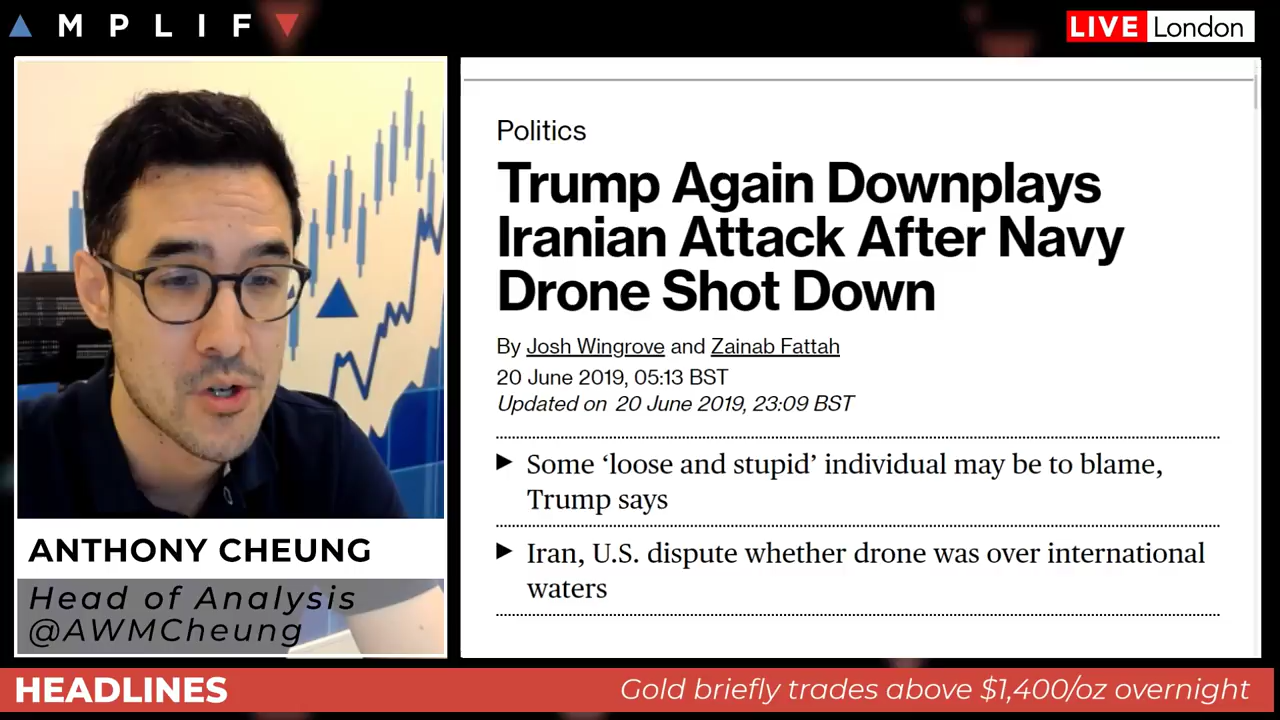 AMPLIFY
LIVE London
Politics
Trump Again Downplays
Iranian Attack After Navy
Drone Shot Down
By Josh Wingrove and Zainab Fattah
20 June 2019, 05:13 BST
Updated on 20 June 2019, 23:09 BST
Some ‘loose and stupid’ individual may be to blame,
Trump says
Iran, U.S. dispute whether drone was over international
waters
ANTHONY CHEUNG
Head of Analysis
@AWMCheung
HEADLINES
Gold briefly trades above $1,400/oz overnight